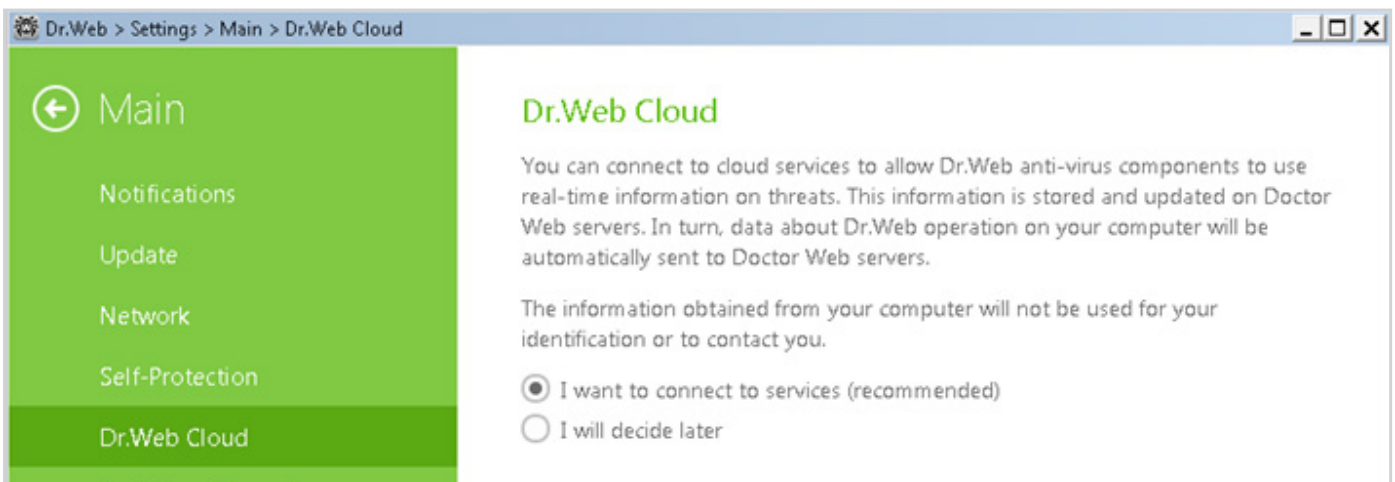 Dr.Web > Settings > Main > Dr.Web Cloud
Main
Notifications
Update
Network
Self-Protection
Dr.Web Cloud
Dr.Web Cloud
You can connect to cloud services to allow Dr.Web anti-virus components to use
real-time information on threats. This information is stored and updated on Doctor
Web servers. In turn, data about Dr.Web operation on your computer will be
automatically sent to Doctor Web servers.
The information obtained from your computer will not be used for your
identification or to contact you.
I want to connect to services (recommended)
I will decide later